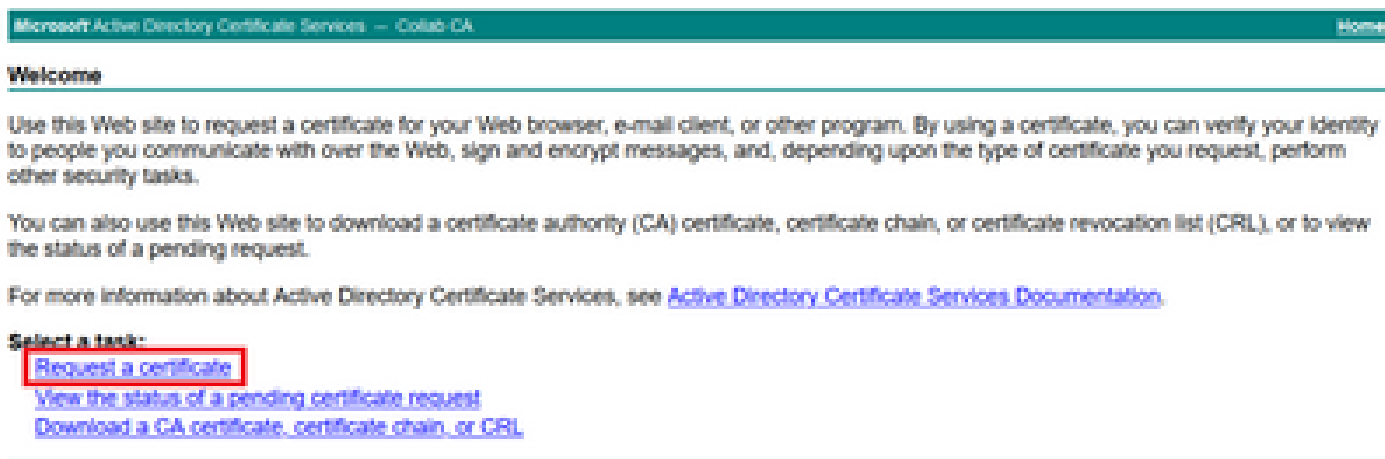 Microsoft Active Directory Certificate Services — Collab CA Home
Welcome
Use this Web site to request a certificate for your Web browser, e-mail client, or other program. By using a certificate, you can verify your identity
to people you communicate with over the Web, sign and encrypt messages, and, depending upon the type of certificate you request, perform
other security tasks.
You can also use this Web site to download a certificate authority (CA) certificate, certificate chain, or certificate revocation list (CRL), or to view
the status of a pending request.
For more information about Active Directory Certificate Services, see Active Directory Certificate Services Documentation.
Select a task:
Request a certificate
View the status of a pending certificate request
Download a CA certificate, certificate chain, or CRL